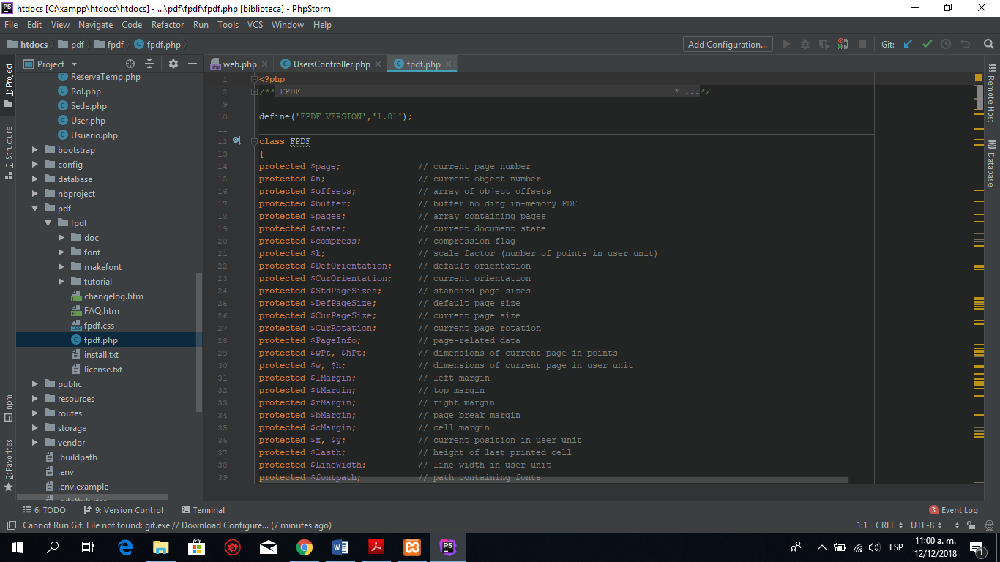 htdocs [C:\xampp\htdocs\htdocs] - ...\pdf\fpdf\fpdf.php [biblioteca] - PhpStorm
File Edit View Navigate Code Refactor Run Tools VCS Window Help
htdocs pdf fpdf fpdf.php
Add Configuration...
Git:
1: Project
7: Structure
npm
2: Favorites
Project
ReservaTemp.php
Rol.php
Sede.php
User.php
Usuario.php
bootstrap
config
database
nbproject
pdf
fpdf
doc
font
makefont
tutorial
changelog.htm
FAQ.htm
fpdf.css
fpdf.php
install.txt
license.txt
public
resources
routes
storage
vendor
.buildpath
.env
.env.example
.gitattributes
web.php UsersController.php fpdf.php
1 <?php
2 /** FPDF * ...*/
9
10 define('FPDF_VERSION','1.81');
11
12 class FPDF
13 {
14 protected $page; // current page number
15 protected $n; // current object number
16 protected $offsets; // array of object offsets
17 protected $buffer; // buffer holding in-memory PDF
18 protected $pages; // array containing pages
19 protected $state; // current document state
20 protected $compress; // compression flag
21 protected $k; // scale factor (number of points in user unit)
22 protected $DefOrientation; // default orientation
23 protected $CurOrientation; // current orientation
24 protected $StdPageSizes; // standard page sizes
25 protected $DefPageSize; // default page size
26 protected $CurPageSize; // current page size
27 protected $CurRotation; // current page rotation
28 protected $PageInfo; // page-related data
29 protected $wPt, $hPt; // dimensions of current page in points
30 protected $w, $h; // dimensions of current page in user unit
31 protected $lMargin; // left margin
32 protected $tMargin; // top margin
33 protected $rMargin; // right margin
34 protected $bMargin; // page break margin
35 protected $cMargin; // cell margin
36 protected $x, $y; // current position in user unit
37 protected $lasth; // height of last printed cell
38 protected $LineWidth; // line width in user unit
39 protected $fontpath; // path containing fonts
Remote Host
Database
6: TODO 9: Version Control Terminal
3 Event Log
Cannot Run Git: File not found: git.exe // Download Configure... (7 minutes ago)
1:1 CRLF UTF-8
ESP
11:00 a. m.
12/12/2018
1